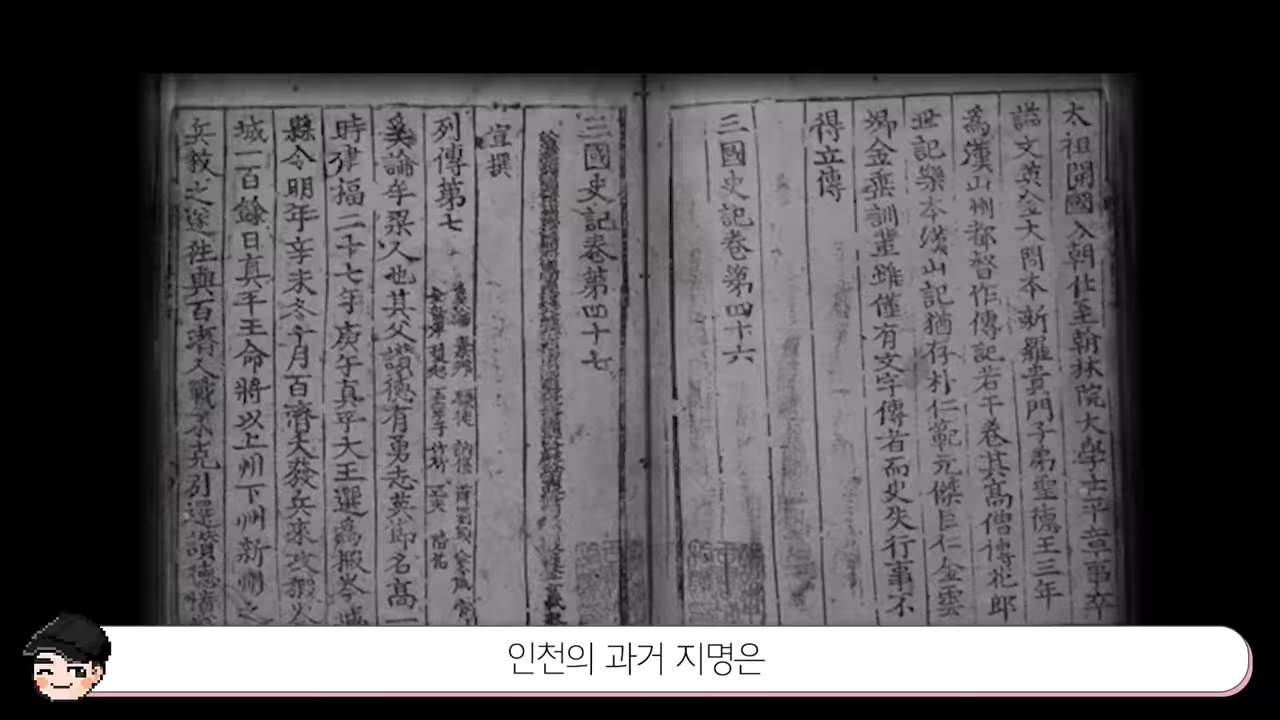 太祖開國入朝仕至翰林院大學士平章事卒
諡文英金大問本新羅貴門子弟聖德王三年
為漢山州都督作傳記若干卷其高僧傳花郎
世記樂本漢山記猶存朴仁範元傑巨仁金雲
卿金垂訓輩雖僅有文字傳者而史失行事不
得立傳
三國史記卷第四十六
三國史記卷第四十七
宣撰
列傳第七
奚論牟梁人也其父讃德有勇志英節名高一
時建福二十七年庚午真平大王選爲椵岑城
縣令明年辛未冬十月百濟大發兵來攻椵岑
城一百餘日真平王命將以上州下州新州之
兵救之遂往與百濟人戰不克引還讃德憤
인천의 과거 지명은